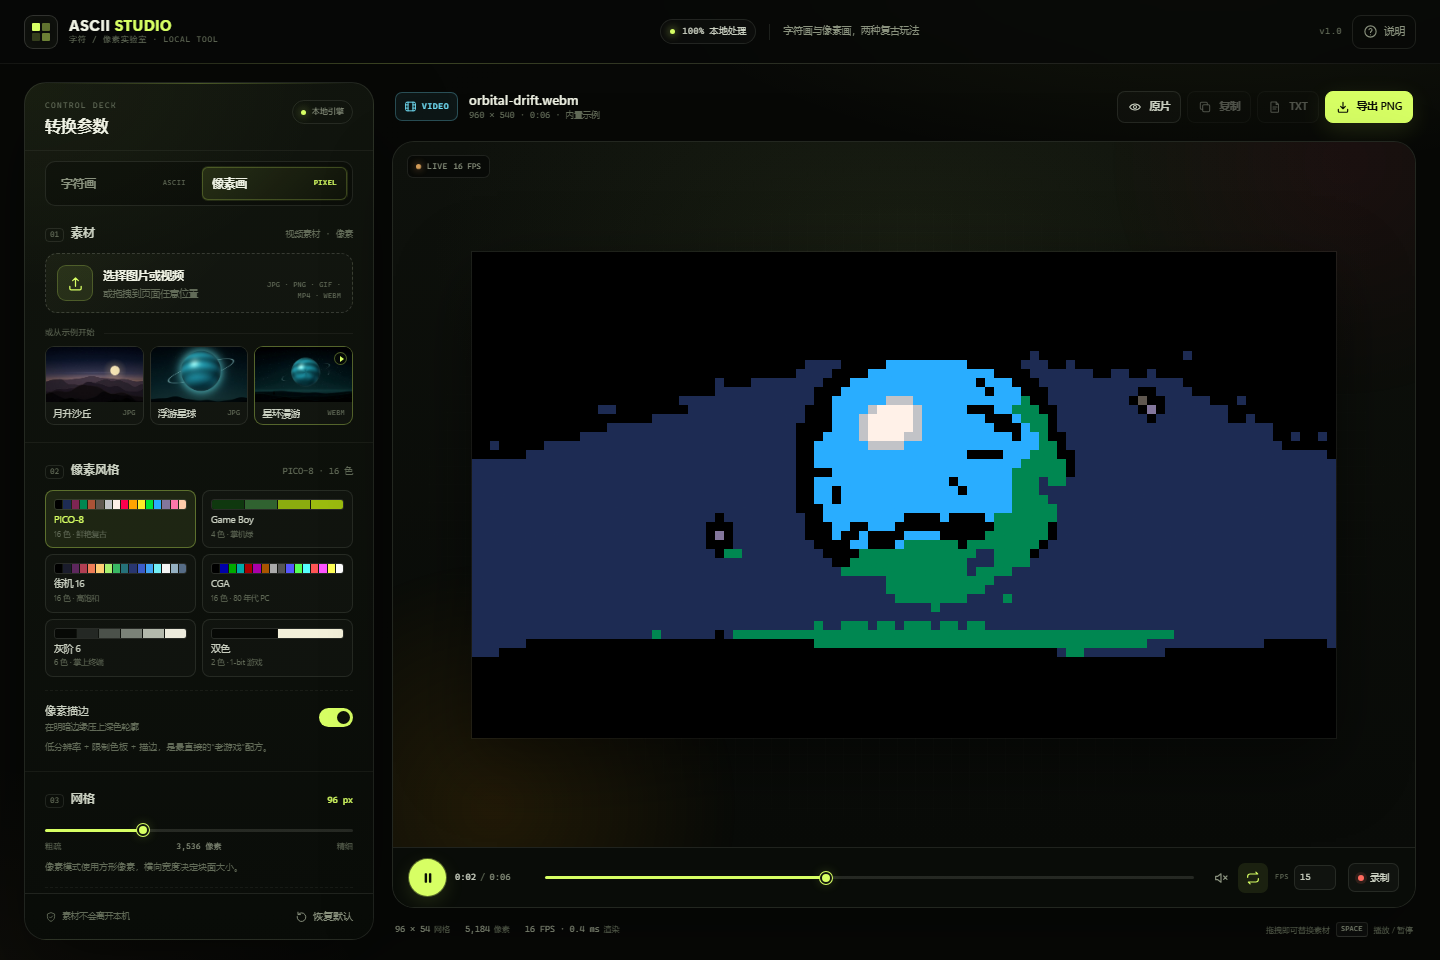 ASCII STUDIO
字符 / 像素实验室 · LOCAL TOOL
100% 本地处理
字符画与像素画，两种复古玩法
v1.0
说明
CONTROL DECK
转换参数
本地引擎
字符画 ASCII
像素画 PIXEL
01 素材
视频素材 · 像素
选择图片或视频
或拖拽到页面任意位置
JPG · PNG · GIF ·
MP4 · WEBM
或从示例开始
月升沙丘 JPG
浮游星球 JPG
星环漫游 WEBM
02 像素风格
PICO-8 · 16 色
PICO-8
16 色 · 鲜艳复古
Game Boy
4 色 · 掌机绿
街机 16
16 色 · 高饱和
CGA
16 色 · 80 年代 PC
灰阶 6
6 色 · 掌上终端
双色
2 色 · 1-bit 游戏
像素描边
在明暗边缘压上深色轮廓
低分辨率 + 限制色板 + 描边，是最直接的“老游戏”配方。
03 网格
96 px
粗疏
3,536 像素
精细
像素模式使用方形像素，横向宽度决定块面大小。
素材不会离开本机
恢复默认
VIDEO
orbital-drift.webm
960 × 540 · 0:06 · 内置示例
原片
复制
TXT
导出 PNG
LIVE 16 FPS
0:02 / 0:06
FPS 15
录制
96 × 54 网格
5,184 像素
16 FPS · 0.4 ms 渲染
拖拽即可替换素材
SPACE
播放 / 暂停